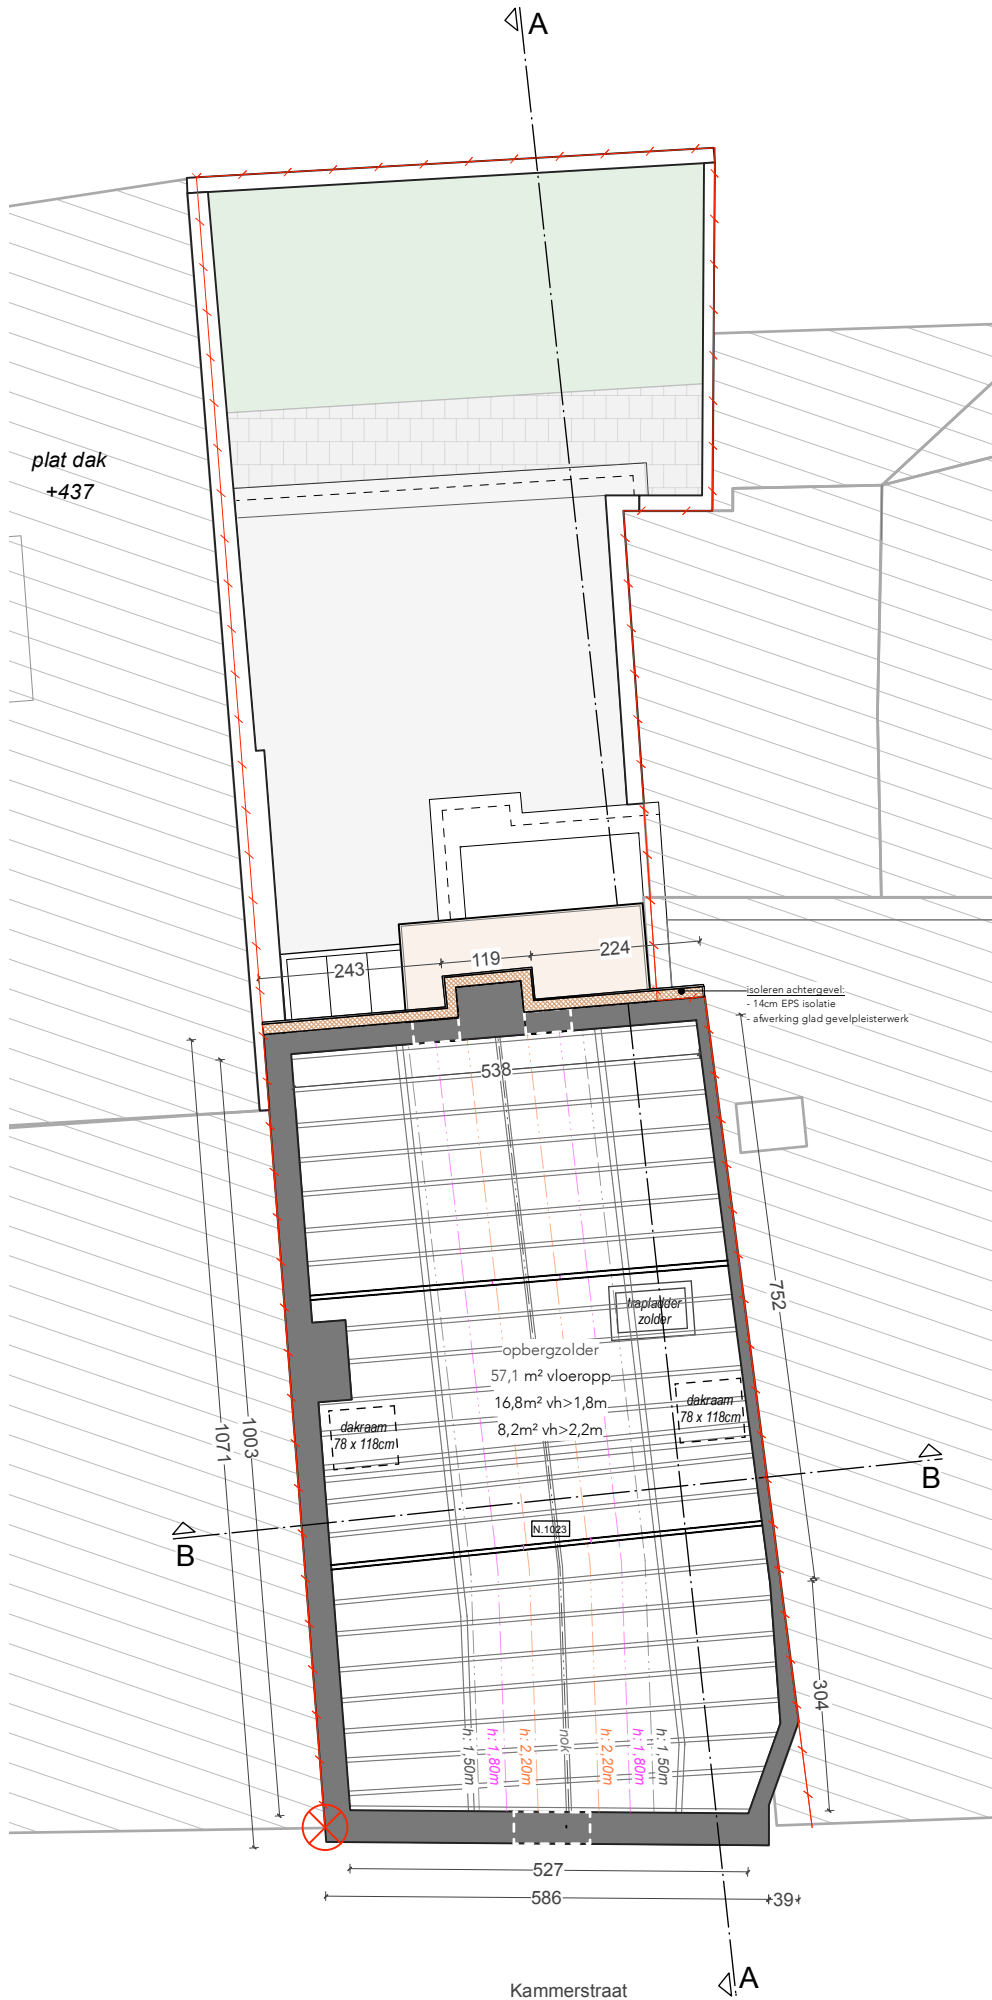 A
plat dak
+437
243
119
224
isoleren achtergevel:
- 14cm EPS isolatie
- afwerking glad gevelpleisterwerk
538
752
trapladder
zolder
opbergzolder
57,1 m² vloeropp
16,8m² vh>1,8m
8,2m² vh>2,2m
dakraam
78 x 118cm
dakraam
78 x 118cm
1003
1071
B
B
N.1023
304
h: 1,50m
h: 1,80m
h: 2,20m
nok
h: 2,20m
h: 1,80m
h: 1,50m
527
586
39
A
Kammerstraat